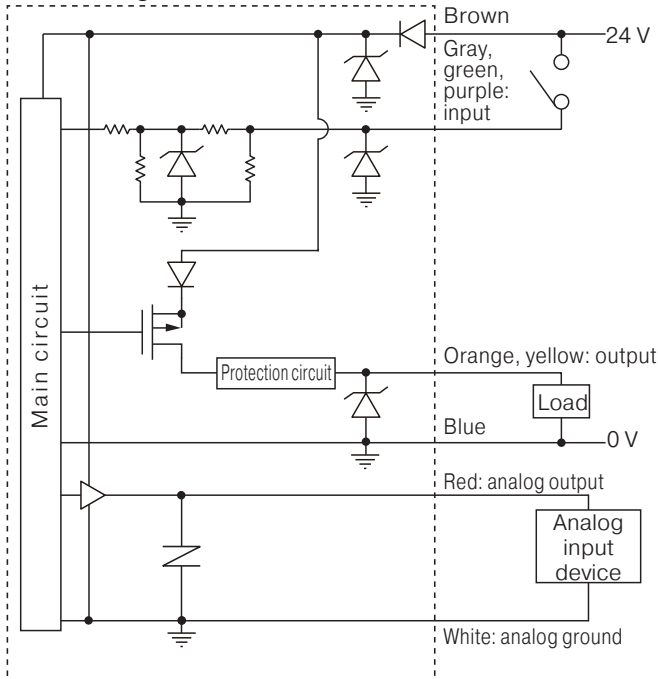 Brown
24 V
Gray,
green,
purple:
input
Main circuit
Protection circuit
Orange, yellow: output
Load
Blue
0 V
Red: analog output
Analog
input
device
White: analog ground